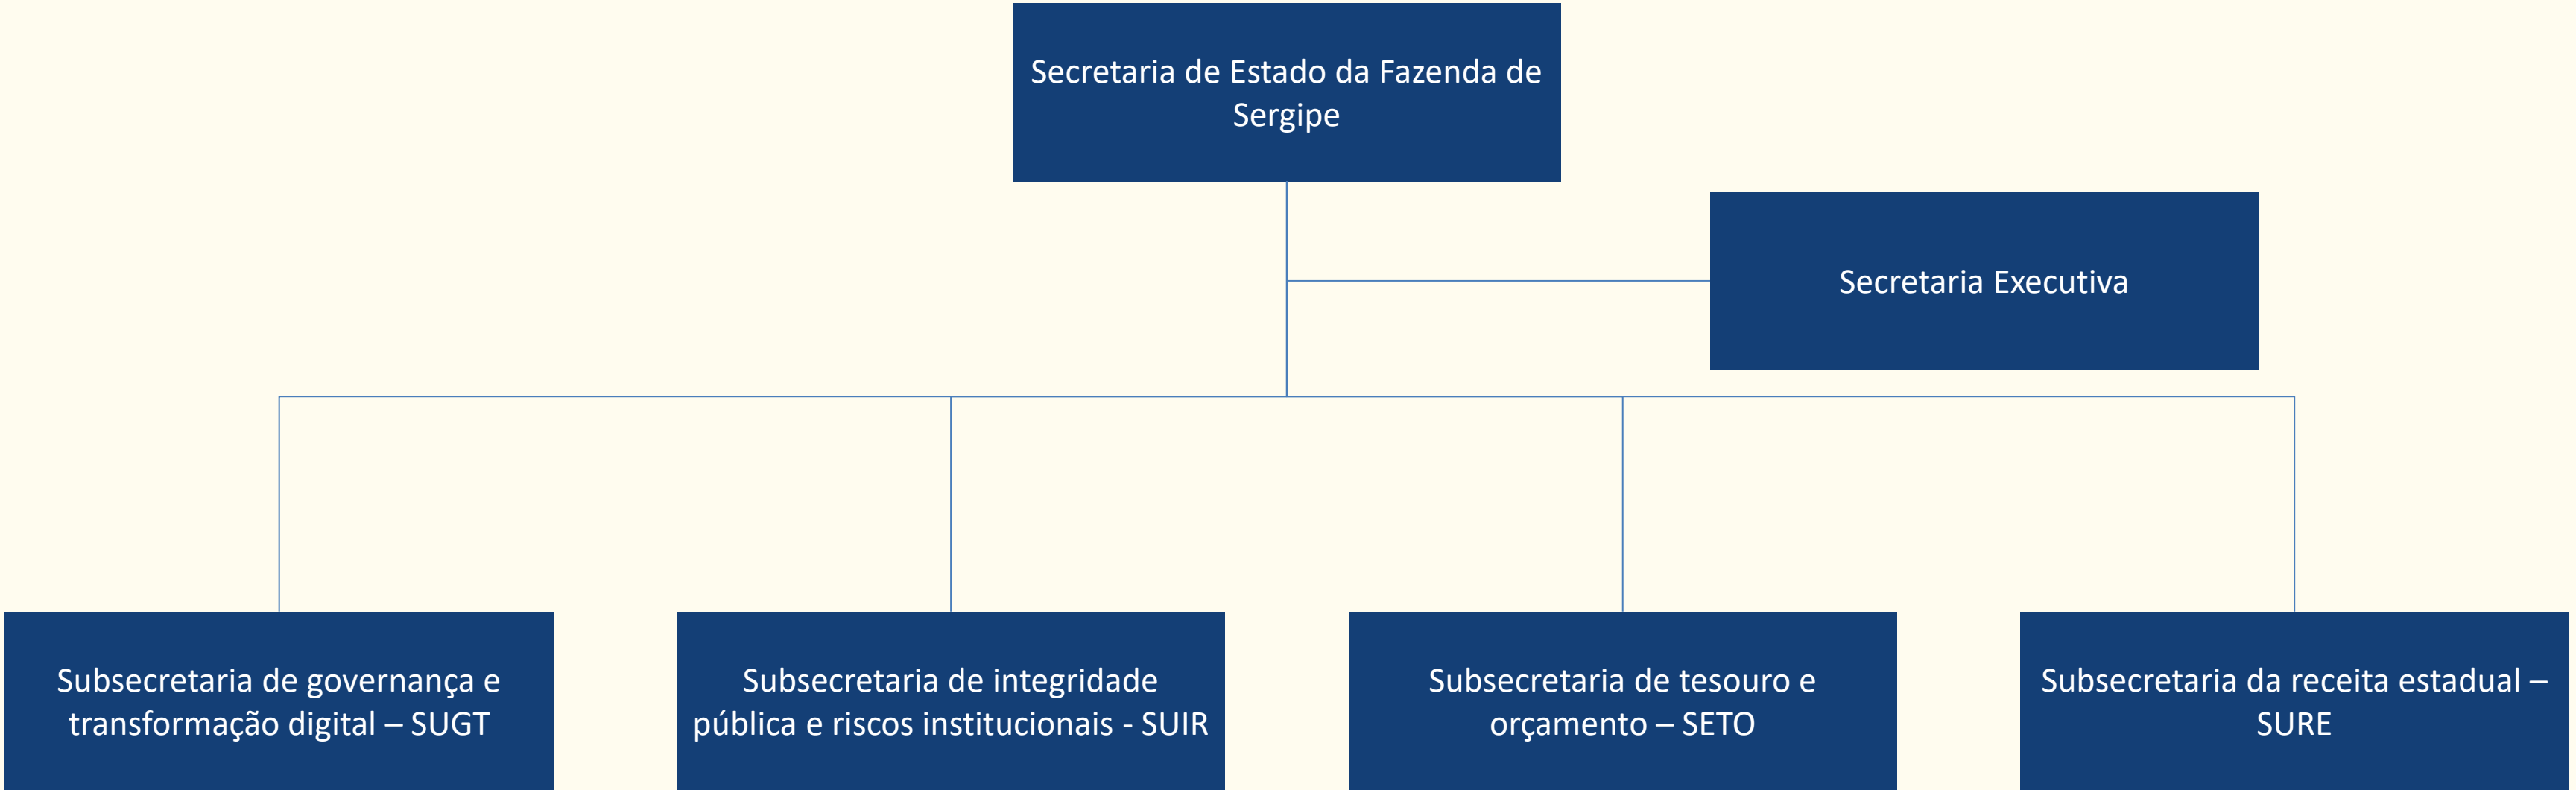 Secretaria de Estado da Fazenda de
Sergipe
Secretaria Executiva
Subsecretaria de governança e
transformação digital – SUGT
Subsecretaria de integridade
pública e riscos institucionais - SUIR
Subsecretaria de tesouro e
orçamento – SETO
Subsecretaria da receita estadual –
SURE